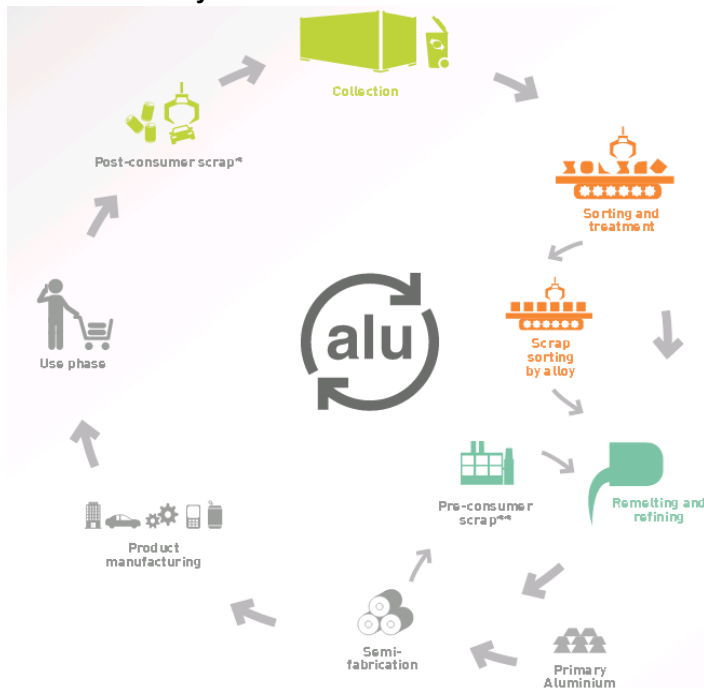 Collection
Post-consumer scrap*
Sorting and
treatment
alu
Scrap
sorting
by alloy
Use phase
Pre-consumer
scrap**
Remelting and
refining
Product
manufacturing
Semi-
fabrication
Primary
Aluminium